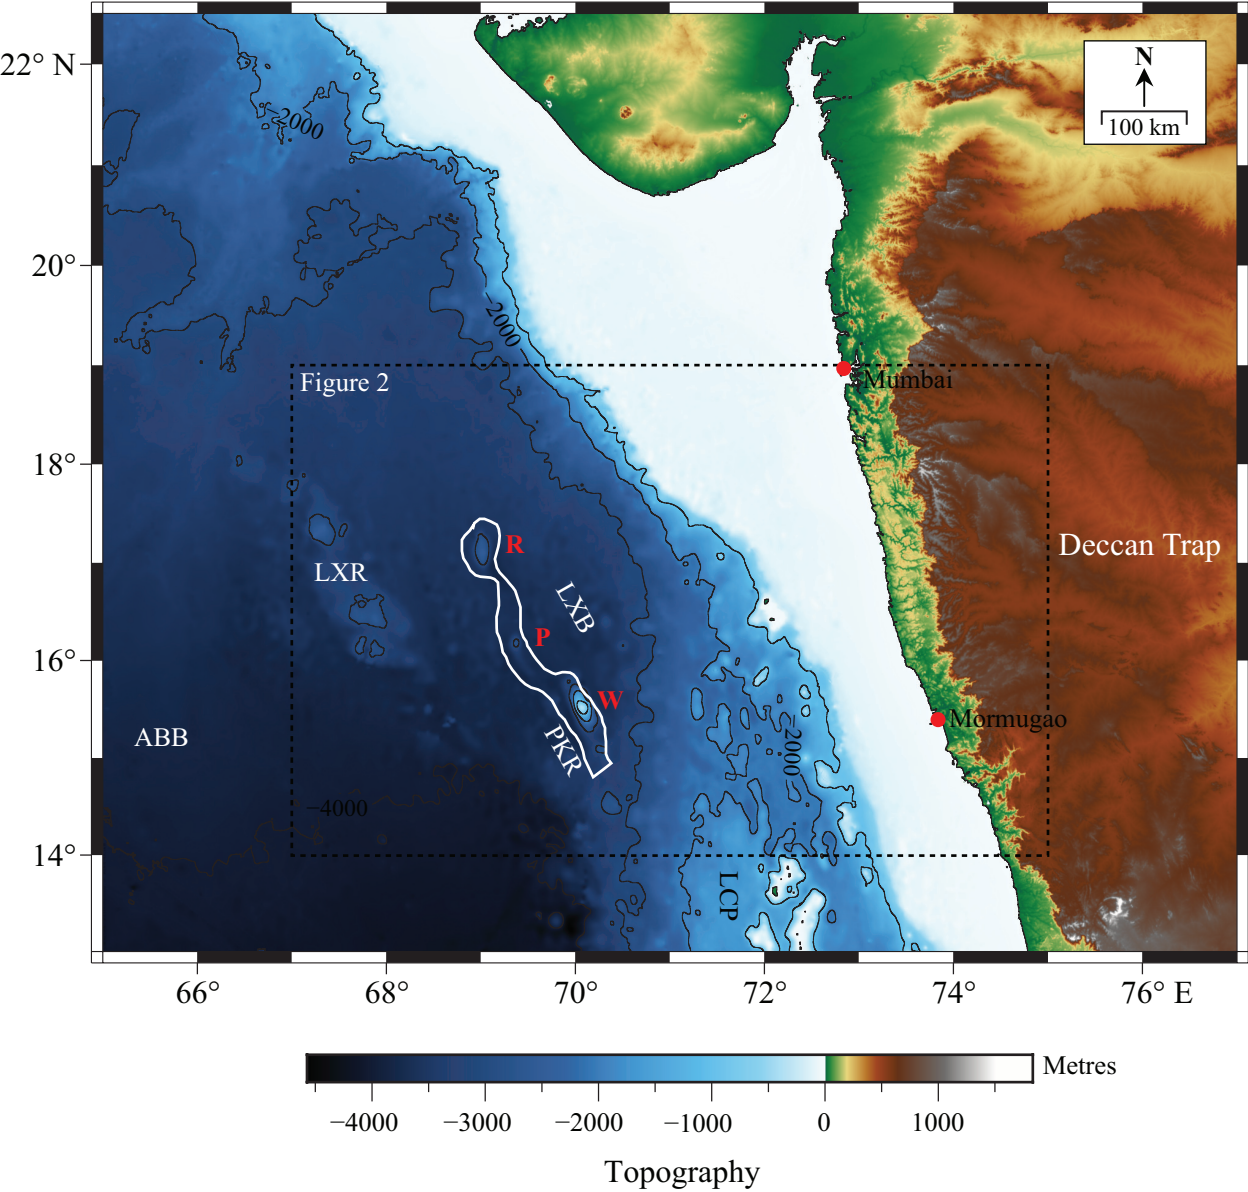 22° N
20°
18°
16°
14°
N
100 km
−2000
−2000
Figure 2
Mumbai
Deccan Trap
R
LXR
LXB
P
W
Mormugao
PKR
ABB
−2000
−4000
LCP
66°
68°
70°
72°
74°
76° E
Metres
−4000
−3000
−2000
−1000
0
1000
Topography